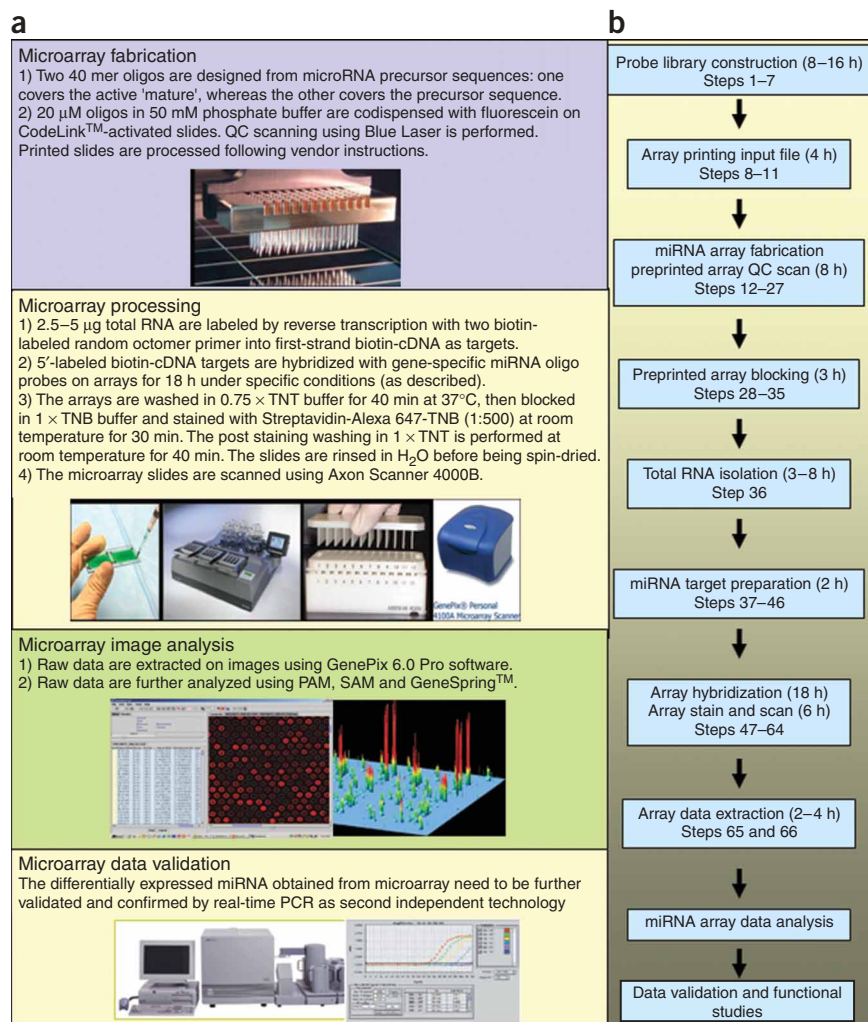 a
Microarray fabrication
1) Two 40 mer oligos are designed from microRNA precursor sequences: one
covers the active 'mature', whereas the other covers the precursor sequence.
2) 20 μM oligos in 50 mM phosphate buffer are codispensed with fluorescein on
CodeLink™-activated slides. QC scanning using Blue Laser is performed.
Printed slides are processed following vendor instructions.
Microarray processing
1) 2.5–5 μg total RNA are labeled by reverse transcription with two biotin-
labeled random octomer primer into first-strand biotin-cDNA as targets.
2) 5′-labeled biotin-cDNA targets are hybridized with gene-specific miRNA oligo
probes on arrays for 18 h under specific conditions (as described).
3) The arrays are washed in 0.75 × TNT buffer for 40 min at 37°C, then blocked
in 1 × TNB buffer and stained with Streptavidin-Alexa 647-TNB (1:500) at room
temperature for 30 min. The post staining washing in 1 × TNT is performed at
room temperature for 40 min. The slides are rinsed in H₂O before being spin-dried.
4) The microarray slides are scanned using Axon Scanner 4000B.
GenePix® Personal
4100A Microarray Scanner
Microarray image analysis
1) Raw data are extracted on images using GenePix 6.0 Pro software.
2) Raw data are further analyzed using PAM, SAM and GeneSpring™.
Microarray data validation
The differentially expressed miRNA obtained from microarray need to be further
validated and confirmed by real-time PCR as second independent technology
b
Probe library construction (8–16 h)
Steps 1–7
Array printing input file (4 h)
Steps 8–11
miRNA array fabrication
preprinted array QC scan (8 h)
Steps 12–27
Preprinted array blocking (3 h)
Steps 28–35
Total RNA isolation (3–8 h)
Step 36
miRNA target preparation (2 h)
Steps 37–46
Array hybridization (18 h)
Array stain and scan (6 h)
Steps 47–64
Array data extraction (2–4 h)
Steps 65 and 66
miRNA array data analysis
Data validation and functional
studies